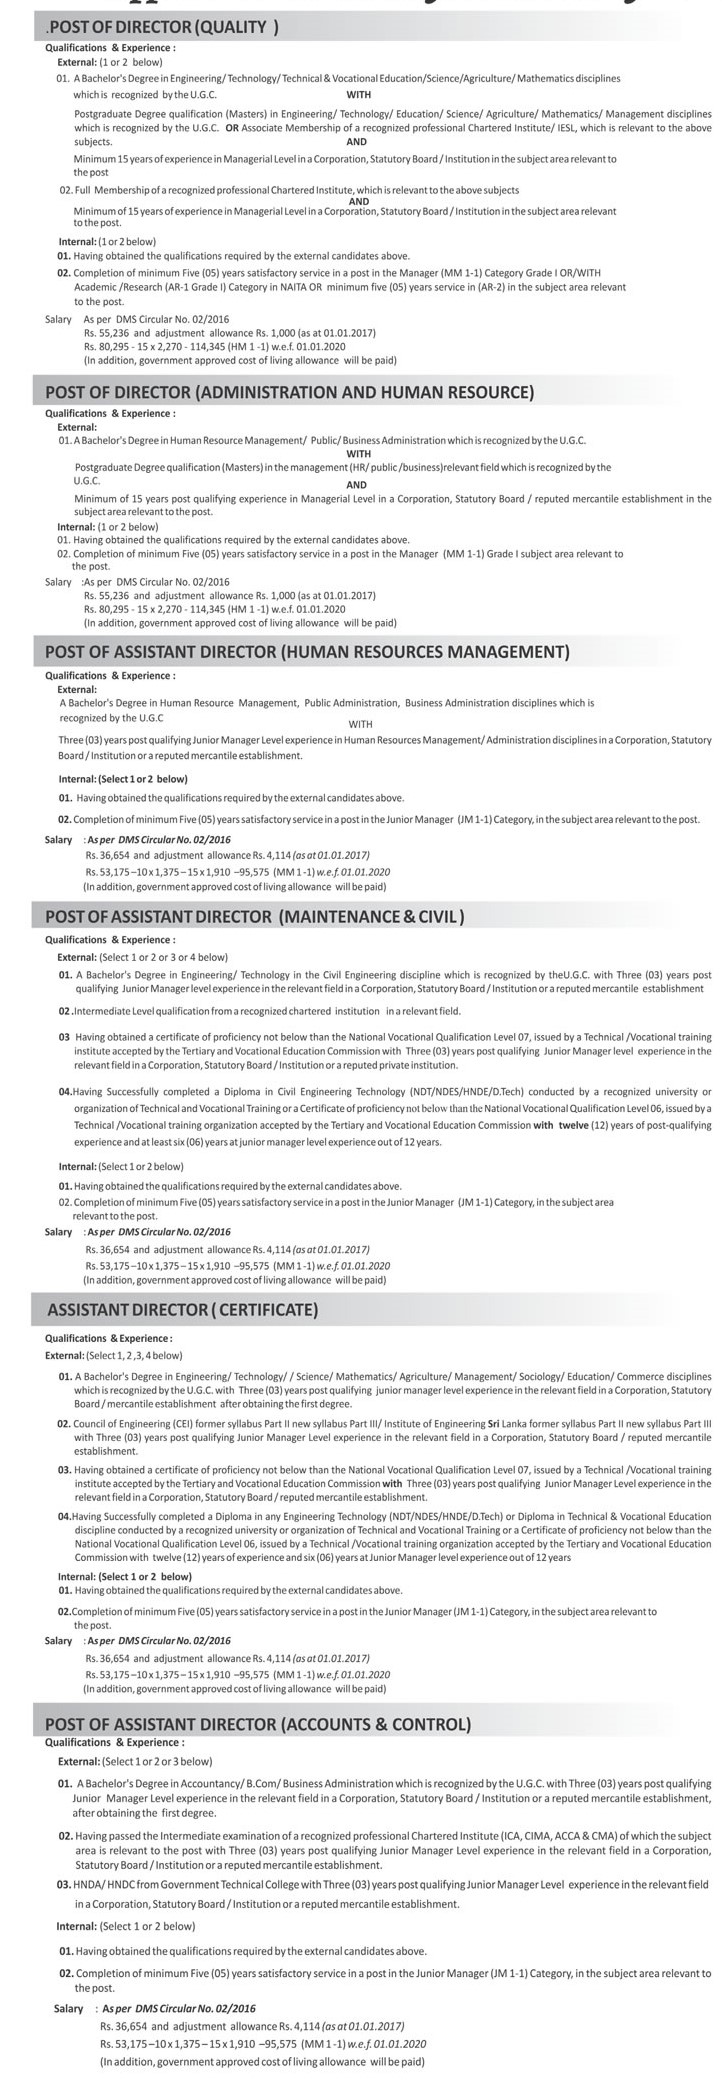 .POST OF DIRECTOR (QUALITY )
Qualifications & Experience :
External: (1 or 2 below)
01. A Bachelor's Degree in Engineering/ Technology/ Technical & Vocational Education/Science/Agriculture/ Mathematics disciplines
which is recognized by the U.G.C. WITH
Postgraduate Degree qualification (Masters) in Engineering/ Technology/ Education/ Science/ Agriculture/ Mathematics/ Management disciplines
which is recognized by the U.G.C. OR Associate Membership of a recognized professional Chartered Institute/ IESL, which is relevant to the above
subjects. AND
Minimum 15 years of experience in Managerial Level in a Corporation, Statutory Board / Institution in the subject area relevant to
the post
02. Full Membership of a recognized professional Chartered Institute, which is relevant to the above subjects
AND
Minimum of 15 years of experience in Managerial Level in a Corporation, Statutory Board / Institution in the subject area relevant
to the post.
Internal: (1 or 2 below)
01. Having obtained the qualifications required by the external candidates above.
02. Completion of minimum Five (05) years satisfactory service in a post in the Manager (MM 1-1) Category Grade I OR/WITH
Academic /Research (AR-1 Grade I) Category in NAITA OR minimum five (05) years service in (AR-2) in the subject area relevant
to the post.
Salary As per DMS Circular No. 02/2016
Rs. 55,236 and adjustment allowance Rs. 1,000 (as at 01.01.2017)
Rs. 80,295 - 15 x 2,270 - 114,345 (HM 1 -1) w.e.f. 01.01.2020
(In addition, government approved cost of living allowance will be paid)
POST OF DIRECTOR (ADMINISTRATION AND HUMAN RESOURCE)
Qualifications & Experience :
External:
01. A Bachelor's Degree in Human Resource Management/ Public/ Business Administration which is recognized by the U.G.C.
WITH
Postgraduate Degree qualification (Masters) in the management (HR/ public /business)relevant field which is recognized by the
U.G.C. AND
Minimum of 15 years post qualifying experience in Managerial Level in a Corporation, Statutory Board / reputed mercantile establishment in the
subject area relevant to the post.
Internal: (1 or 2 below)
01. Having obtained the qualifications required by the external candidates above.
02. Completion of minimum Five (05) years satisfactory service in a post in the Manager (MM 1-1) Grade I subject area relevant to
the post.
Salary :As per DMS Circular No. 02/2016
Rs. 55,236 and adjustment allowance Rs. 1,000 (as at 01.01.2017)
Rs. 80,295 - 15 x 2,270 - 114,345 (HM 1 -1) w.e.f. 01.01.2020
(In addition, government approved cost of living allowance will be paid)
POST OF ASSISTANT DIRECTOR (HUMAN RESOURCES MANAGEMENT)
Qualifications & Experience :
External:
A Bachelor's Degree in Human Resource Management, Public Administration, Business Administration disciplines which is
recognized by the U.G.C
WITH
Three (03) years post qualifying Junior Manager Level experience in Human Resources Management/ Administration disciplines in a Corporation, Statutory
Board / Institution or a reputed mercantile establishment.
Internal: (Select 1 or 2 below)
01. Having obtained the qualifications required by the external candidates above.
02. Completion of minimum Five (05) years satisfactory service in a post in the Junior Manager (JM 1-1) Category, in the subject area relevant to the post.
Salary : As per DMS Circular No. 02/2016
Rs. 36,654 and adjustment allowance Rs. 4,114 (as at 01.01.2017)
Rs. 53,175–10 x 1,375 – 15 x 1,910 –95,575 (MM 1 -1) w.e.f. 01.01.2020
(In addition, government approved cost of living allowance will be paid)
POST OF ASSISTANT DIRECTOR (MAINTENANCE & CIVIL )
Qualifications & Experience :
External: (Select 1 or 2 or 3 or 4 below)
01. A Bachelor's Degree in Engineering/ Technology in the Civil Engineering discipline which is recognized by theU.G.C. with Three (03) years post
qualifying Junior Manager level experience in the relevant field in a Corporation, Statutory Board / Institution or a reputed mercantile establishment
02 .Intermediate Level qualification from a recognized chartered institution in a relevant field.
03 Having obtained a certificate of proficiency not below than the National Vocational Qualification Level 07, issued by a Technical /Vocational training
institute accepted by the Tertiary and Vocational Education Commission with Three (03) years post qualifying Junior Manager level experience in the
relevant field in a Corporation, Statutory Board / Institution or a reputed private institution.
04.Having Successfully completed a Diploma in Civil Engineering Technology (NDT/NDES/HNDE/D.Tech) conducted by a recognized university or
organization of Technical and Vocational Training or a Certificate of proficiency not below than the National Vocational Qualification Level 06, issued by a
Technical /Vocational training organization accepted by the Tertiary and Vocational Education Commission with twelve (12) years of post-qualifying
experience and at least six (06) years at junior manager level experience out of 12 years.
Internal: (Select 1 or 2 below)
01. Having obtained the qualifications required by the external candidates above.
02. Completion of minimum Five (05) years satisfactory service in a post in the Junior Manager (JM 1-1) Category, in the subject area
relevant to the post.
Salary : As per DMS Circular No. 02/2016
Rs. 36,654 and adjustment allowance Rs. 4,114 (as at 01.01.2017)
Rs. 53,175–10 x 1,375 – 15 x 1,910 –95,575 (MM 1 -1) w.e.f. 01.01.2020
(In addition, government approved cost of living allowance will be paid)
ASSISTANT DIRECTOR ( CERTIFICATE)
Qualifications & Experience :
External: (Select 1, 2 ,3, 4 below)
01. A Bachelor's Degree in Engineering/ Technology/ / Science/ Mathematics/ Agriculture/ Management/ Sociology/ Education/ Commerce disciplines
which is recognized by the U.G.C. with Three (03) years post qualifying junior manager level experience in the relevant field in a Corporation, Statutory
Board / mercantile establishment after obtaining the first degree.
02. Council of Engineering (CEI) former syllabus Part II new syllabus Part III/ Institute of Engineering Sri Lanka former syllabus Part II new syllabus Part III
with Three (03) years post qualifying Junior Manager Level experience in the relevant field in a Corporation, Statutory Board / reputed mercantile
establishment.
03. Having obtained a certificate of proficiency not below than the National Vocational Qualification Level 07, issued by a Technical /Vocational training
institute accepted by the Tertiary and Vocational Education Commission with Three (03) years post qualifying Junior Manager Level experience in the
relevant field in a Corporation, Statutory Board / reputed mercantile establishment.
04.Having Successfully completed a Diploma in any Engineering Technology (NDT/NDES/HNDE/D.Tech) or Diploma in Technical & Vocational Education
discipline conducted by a recognized university or organization of Technical and Vocational Training or a Certificate of proficiency not below than the
National Vocational Qualification Level 06, issued by a Technical /Vocational training organization accepted by the Tertiary and Vocational Education
Commission with twelve (12) years of experience and six (06) years at Junior Manager level experience out of 12 years
Internal: (Select 1 or 2 below)
01. Having obtained the qualifications required by the external candidates above.
02.Completion of minimum Five (05) years satisfactory service in a post in the Junior Manager (JM 1-1) Category, in the subject area relevant to
the post.
Salary : As per DMS Circular No. 02/2016
Rs. 36,654 and adjustment allowance Rs. 4,114 (as at 01.01.2017)
Rs. 53,175–10 x 1,375 – 15 x 1,910 –95,575 (MM 1 -1) w.e.f. 01.01.2020
(In addition, government approved cost of living allowance will be paid)
POST OF ASSISTANT DIRECTOR (ACCOUNTS & CONTROL)
Qualifications & Experience :
External: (Select 1 or 2 or 3 below)
01. A Bachelor's Degree in Accountancy/ B.Com/ Business Administration which is recognized by the U.G.C. with Three (03) years post qualifying
Junior Manager Level experience in the relevant field in a Corporation, Statutory Board / Institution or a reputed mercantile establishment,
after obtaining the first degree.
02. Having passed the Intermediate examination of a recognized professional Chartered Institute (ICA, CIMA, ACCA & CMA) of which the subject
area is relevant to the post with Three (03) years post qualifying Junior Manager Level experience in the relevant field in a Corporation,
Statutory Board / Institution or a reputed mercantile establishment.
03. HNDA/ HNDC from Government Technical College with Three (03) years post qualifying Junior Manager Level experience in the relevant field
in a Corporation, Statutory Board / Institution or a reputed mercantile establishment.
Internal: (Select 1 or 2 below)
01. Having obtained the qualifications required by the external candidates above.
02. Completion of minimum Five (05) years satisfactory service in a post in the Junior Manager (JM 1-1) Category, in the subject area relevant to
the post.
Salary : As per DMS Circular No. 02/2016
Rs. 36,654 and adjustment allowance Rs. 4,114 (as at 01.01.2017)
Rs. 53,175–10 x 1,375 – 15 x 1,910 –95,575 (MM 1 -1) w.e.f. 01.01.2020
(In addition, government approved cost of living allowance will be paid)